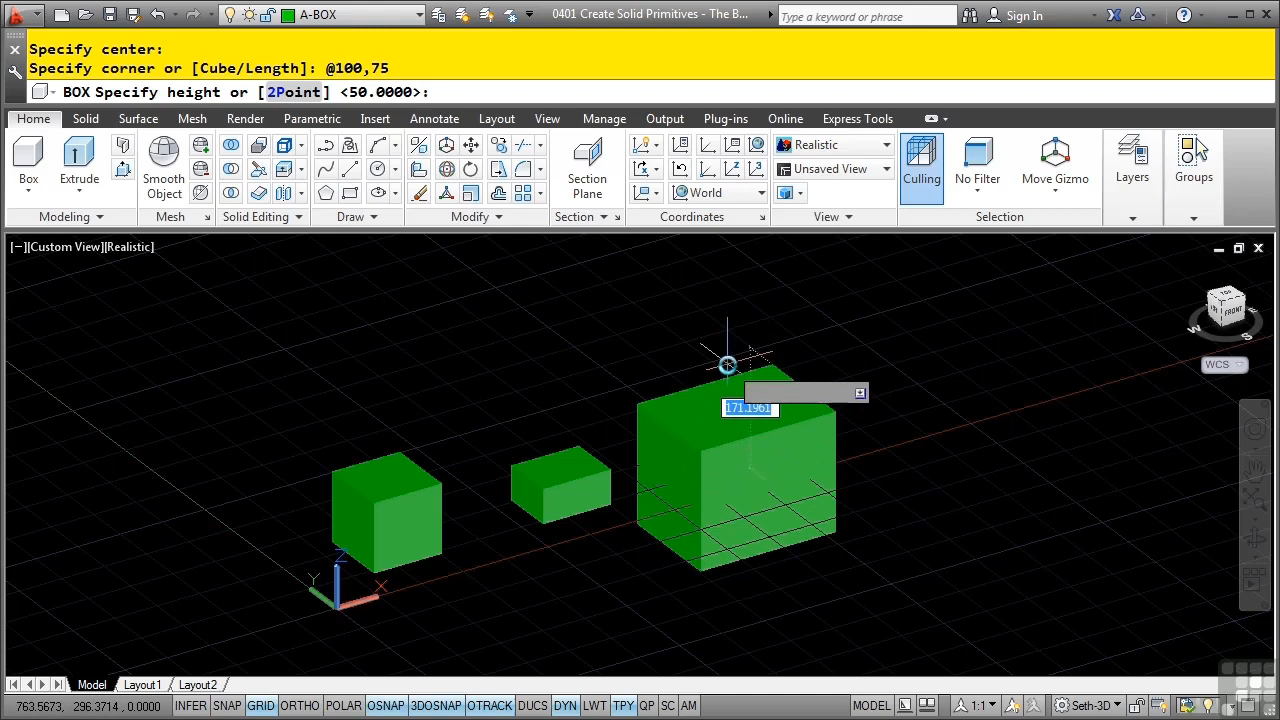 A-BOX
0401 Create Solid Primitives - The B...
Type a keyword or phrase
Sign In
Specify center:
Specify corner or [Cube/Length]: @100,75
BOX Specify height or [2Point] <50.0000>:
Home Solid Surface Mesh Render Parametric Insert Annotate Layout View Manage Output Plug-ins Online Express Tools
Box
Extrude
Smooth Object
Section Plane
World
Realistic
Unsaved View
Culling
No Filter
Move Gizmo
Layers
Groups
Modeling Mesh Solid Editing Draw Modify Section Coordinates View Selection
[−][Custom View][Realistic]
TOP
FRONT
W
S
E
WCS
171.1961
Z
Y
X
Model Layout1 Layout2
763.5673, 296.3714, 0.0000 INFER SNAP GRID ORTHO POLAR OSNAP 3DOSNAP OTRACK DUCS DYN LWT TPY QP SC AM MODEL 1:1 Seth-3D